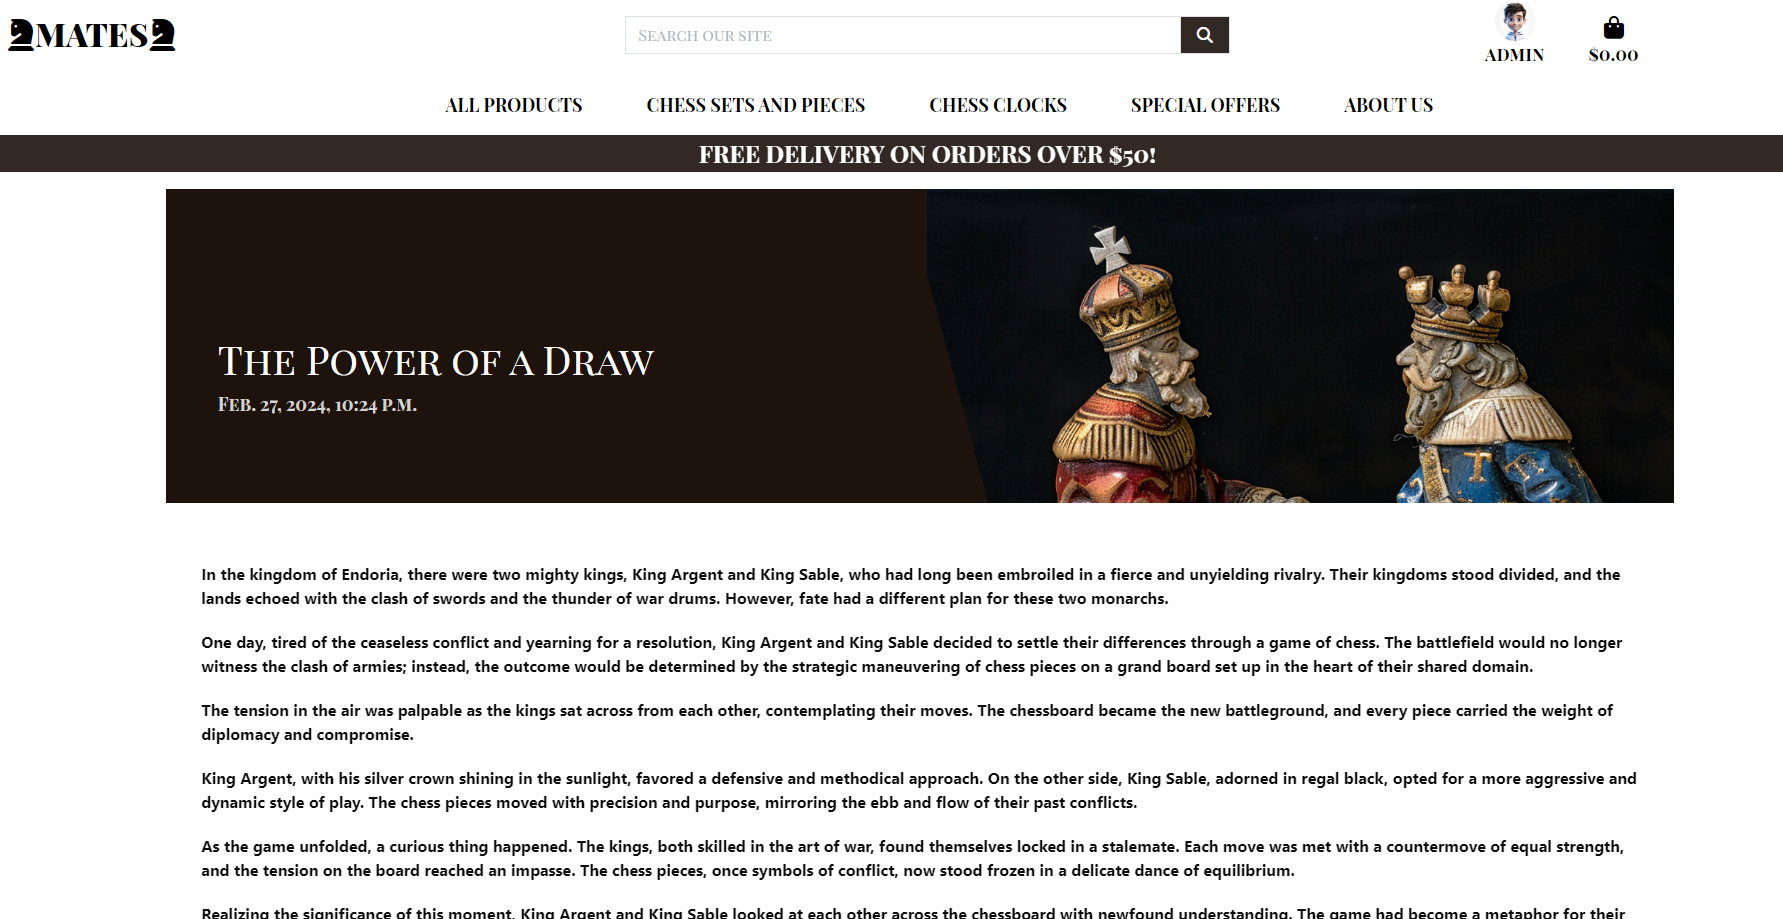 MATES
Search our site
ADMIN
$0.00
ALL PRODUCTS
CHESS SETS AND PIECES
CHESS CLOCKS
SPECIAL OFFERS
ABOUT US
FREE DELIVERY ON ORDERS OVER $50!
The Power of a Draw
Feb. 27, 2024, 10:24 p.m.
In the kingdom of Endoria, there were two mighty kings, King Argent and King Sable, who had long been embroiled in a fierce and unyielding rivalry. Their kingdoms stood divided, and the
lands echoed with the clash of swords and the thunder of war drums. However, fate had a different plan for these two monarchs.
One day, tired of the ceaseless conflict and yearning for a resolution, King Argent and King Sable decided to settle their differences through a game of chess. The battlefield would no longer
witness the clash of armies; instead, the outcome would be determined by the strategic maneuvering of chess pieces on a grand board set up in the heart of their shared domain.
The tension in the air was palpable as the kings sat across from each other, contemplating their moves. The chessboard became the new battleground, and every piece carried the weight of
diplomacy and compromise.
King Argent, with his silver crown shining in the sunlight, favored a defensive and methodical approach. On the other side, King Sable, adorned in regal black, opted for a more aggressive and
dynamic style of play. The chess pieces moved with precision and purpose, mirroring the ebb and flow of their past conflicts.
As the game unfolded, a curious thing happened. The kings, both skilled in the art of war, found themselves locked in a stalemate. Each move was met with a countermove of equal strength,
and the tension on the board reached an impasse. The chess pieces, once symbols of conflict, now stood frozen in a delicate dance of equilibrium.
Realizing the significance of this moment, King Argent and King Sable looked at each other across the chessboard with newfound understanding. The game had become a metaphor for their